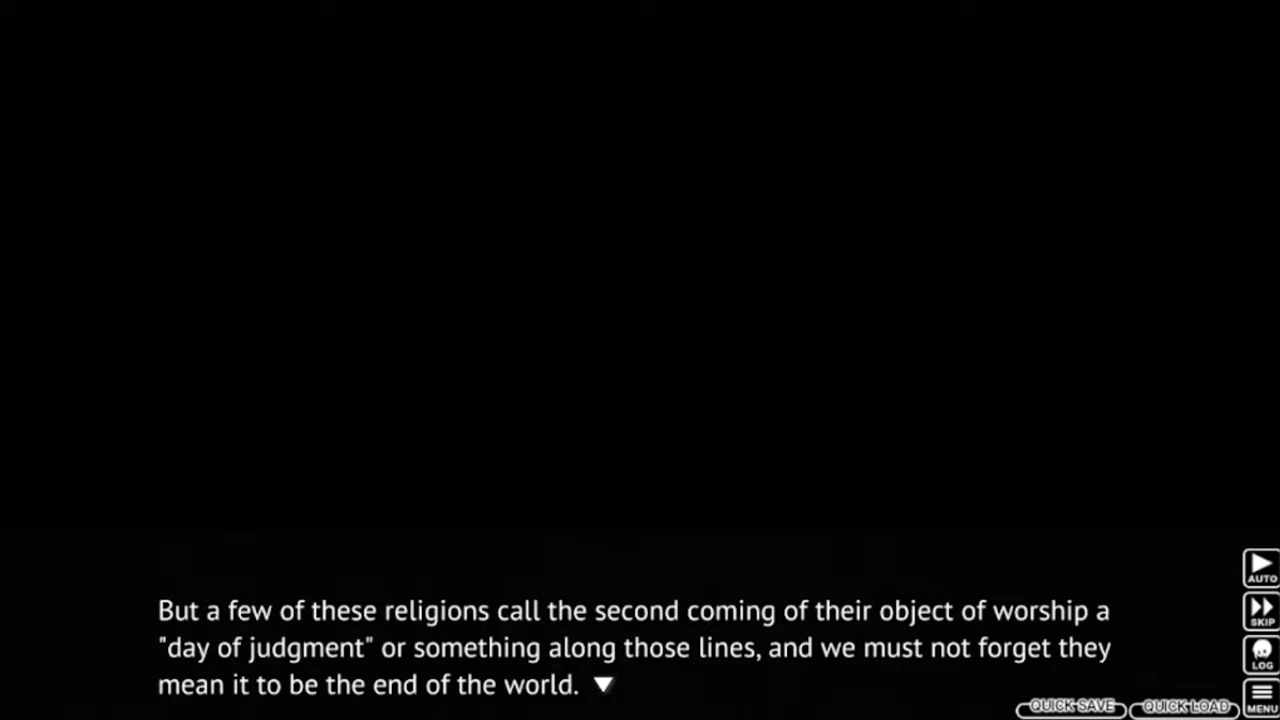 But a few of these religions call the second coming of their object of worship a
"day of judgment" or something along those lines, and we must not forget they
mean it to be the end of the world.
AUTO
SKIP
LOG
MENU
QUICK SAVE
QUICK LOAD